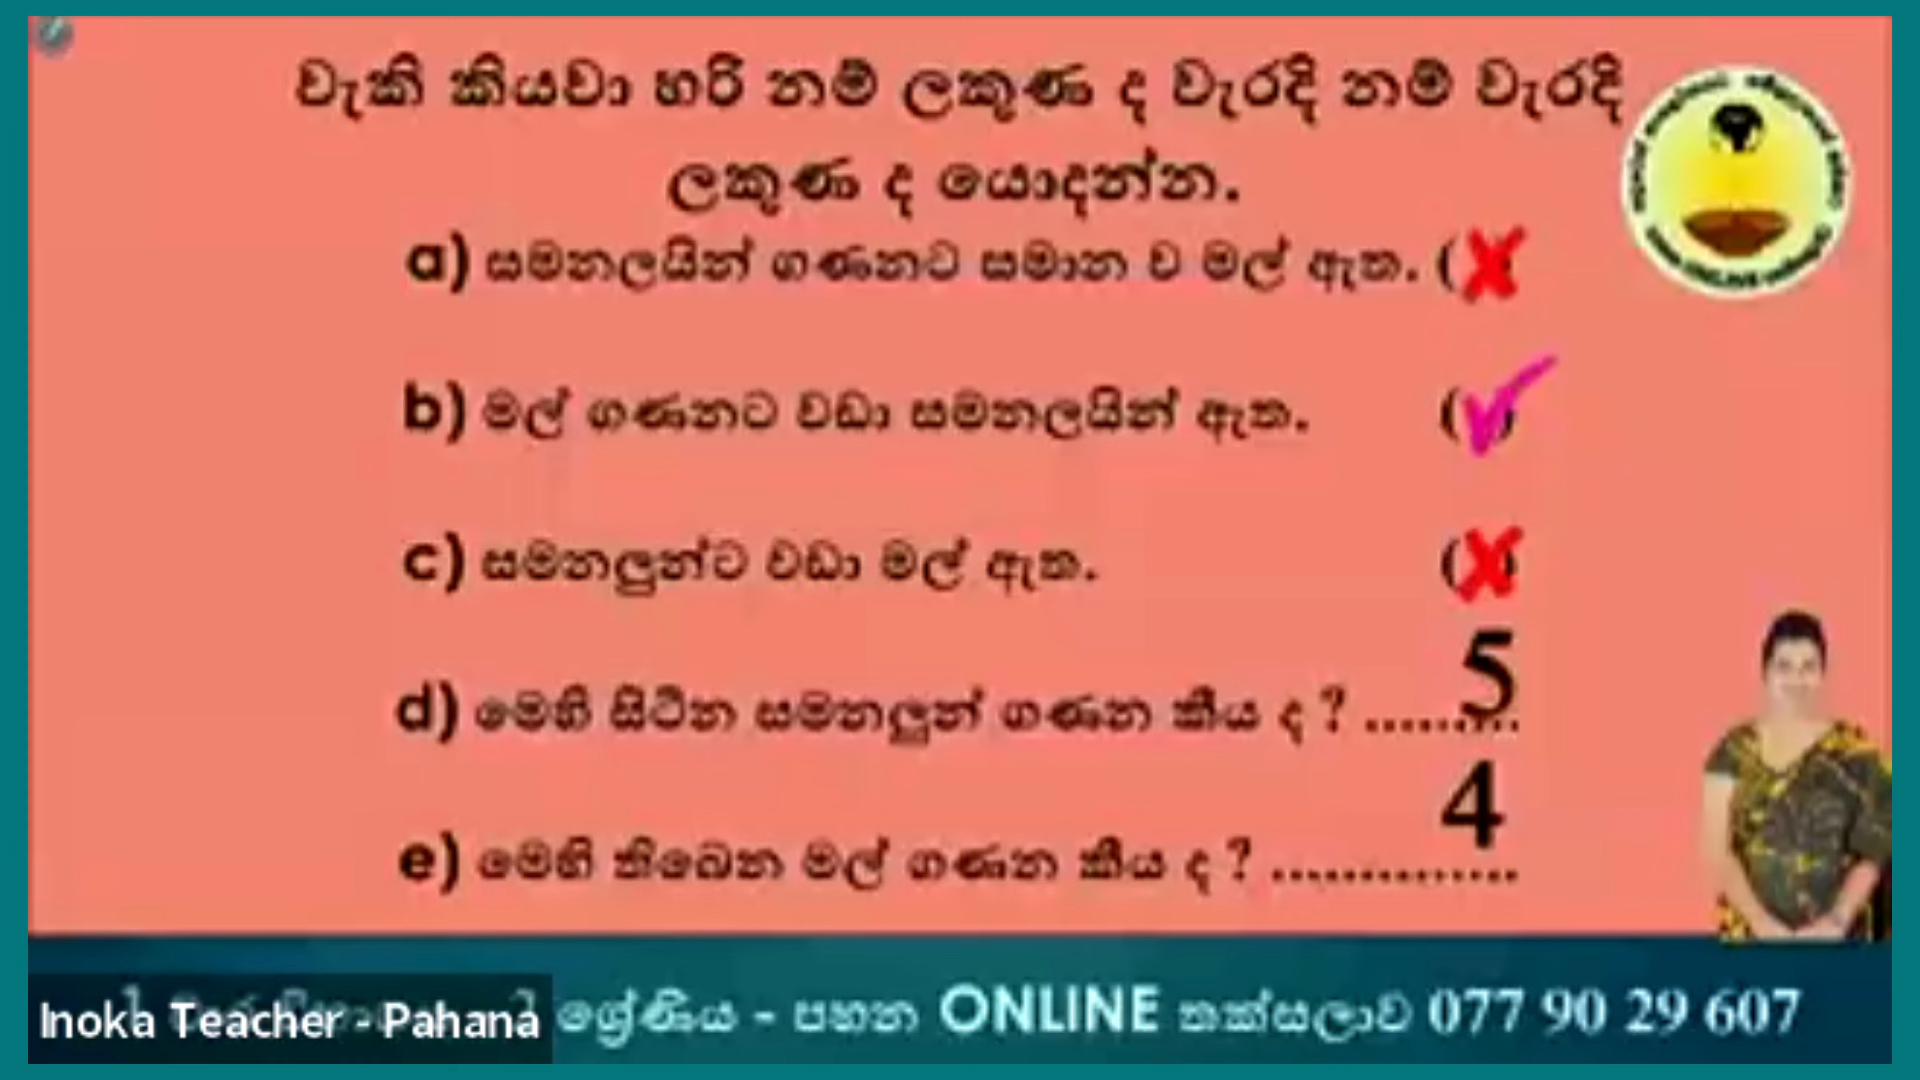 වැකි කියවා හරි නම් ලකුණ ද වැරදි නම් වැරදි
ලකුණ ද යොදන්න.
a) සමනලයින් ගණනට සමාන ව මල් ඇත. (✗)
b) මල් ගණනට වඩා සමනලයින් ඇත. (✓)
c) සමනලුන්ට වඩා මල් ඇත. (✗)
d) මෙහි සිටින සමනලුන් ගණන කීය ද ? .......... 5
e) මෙහි තිබෙන මල් ගණන කීය ද ? ............... 4
ශ්‍රේණිය - පහන ONLINE තක්සලාව 077 90 29 607
Inoka Teacher - Pahana